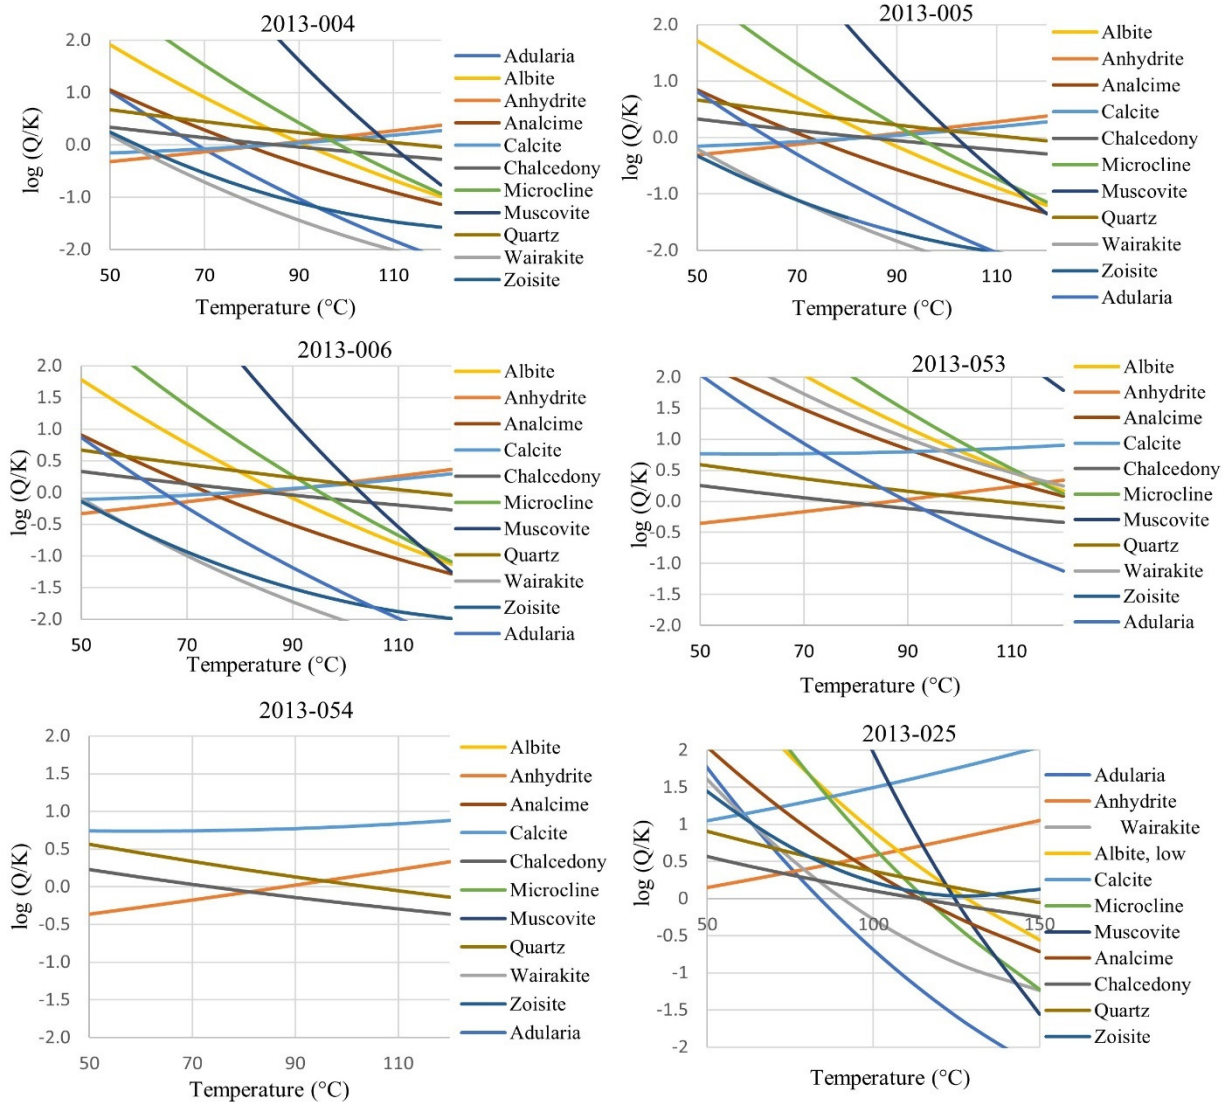 2013-004
2.0
1.0
0.0
-1.0
-2.0
log (Q/K)
50
70
90
110
Temperature (°C)
Adularia
Albite
Anhydrite
Analcime
Calcite
Chalcedony
Microcline
Muscovite
Quartz
Wairakite
Zoisite
2013-005
2.0
1.0
0.0
-1.0
-2.0
log (Q/K)
50
70
90
110
Temperature (°C)
Albite
Anhydrite
Analcime
Calcite
Chalcedony
Microcline
Muscovite
Quartz
Wairakite
Zoisite
Adularia
2013-006
2.0
1.5
1.0
0.5
0.0
-0.5
-1.0
-1.5
-2.0
log (Q/K)
50
70
90
110
Temperature (°C)
Albite
Anhydrite
Analcime
Calcite
Chalcedony
Microcline
Muscovite
Quartz
Wairakite
Zoisite
Adularia
2013-053
2.0
1.5
1.0
0.5
0.0
-0.5
-1.0
-1.5
-2.0
log (Q/K)
50
70
90
110
Temperature (°C)
Albite
Anhydrite
Analcime
Calcite
Chalcedony
Microcline
Muscovite
Quartz
Wairakite
Zoisite
Adularia
2013-054
2.0
1.5
1.0
0.5
0.0
-0.5
-1.0
-1.5
-2.0
log (Q/K)
50
70
90
110
Temperature (°C)
Albite
Anhydrite
Analcime
Calcite
Chalcedony
Microcline
Muscovite
Quartz
Wairakite
Zoisite
Adularia
2013-025
2
1.5
1
0.5
0
-0.5
-1
-1.5
-2
log (Q/K)
50
100
150
Temperature (°C)
Adularia
Anhydrite
Wairakite
Albite, low
Calcite
Microcline
Muscovite
Analcime
Chalcedony
Quartz
Zoisite